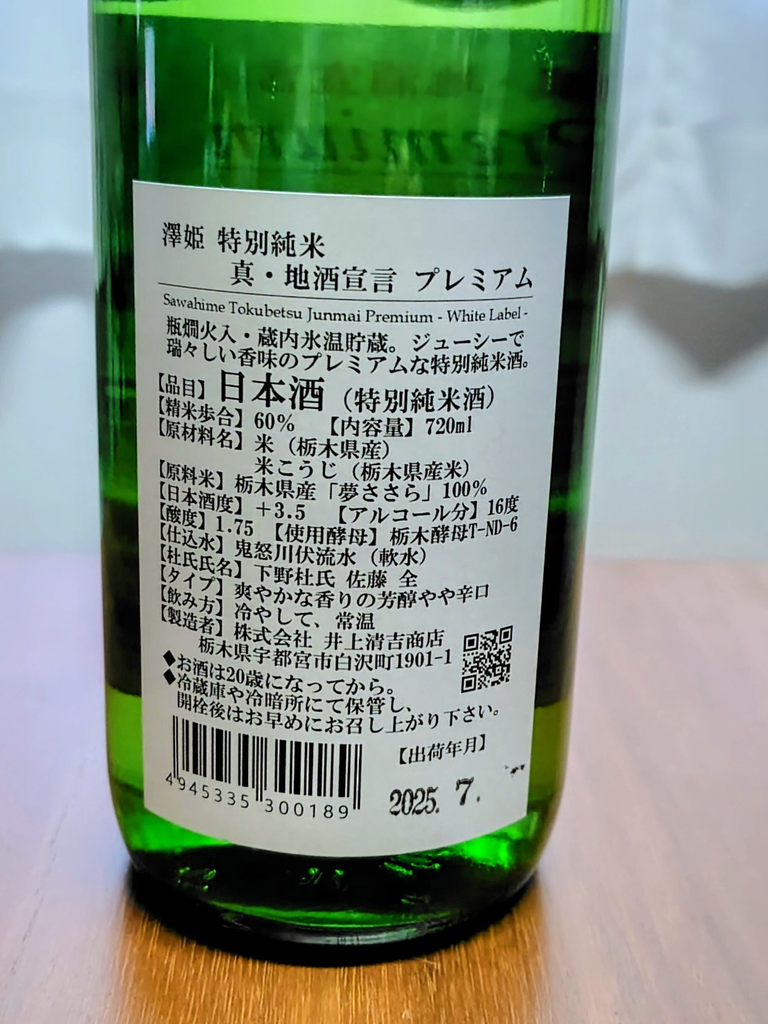 Premium
澤姫 特別純米
真・地酒宣言 プレミアム
Sawahime Tokubetsu Junmai Premium - White Label -
瓶燗火入・蔵内氷温貯蔵。ジューシーで
瑞々しい香味のプレミアムな特別純米酒。
【品目】日本酒（特別純米酒）
【精米歩合】60% 【内容量】720ml
【原材料名】米（栃木県産）
米こうじ（栃木県産米）
【原料米】栃木県産「夢ささら」100%
【日本酒度】＋3.5 【アルコール分】16度
【酸度】1.75 【使用酵母】栃木酵母T-ND-6
【仕込水】鬼怒川伏流水（軟水）
【杜氏氏名】下野杜氏 佐藤 全
【タイプ】爽やかな香りの芳醇やや辛口
【飲み方】冷やして、常温
【製造者】株式会社 井上清吉商店
栃木県宇都宮市白沢町1901-1
◆お酒は20歳になってから。
◆冷蔵庫や冷暗所にて保管し、
開栓後はお早めにお召し上がり下さい。
【出荷年月】
2025. 7.
4945335 300189